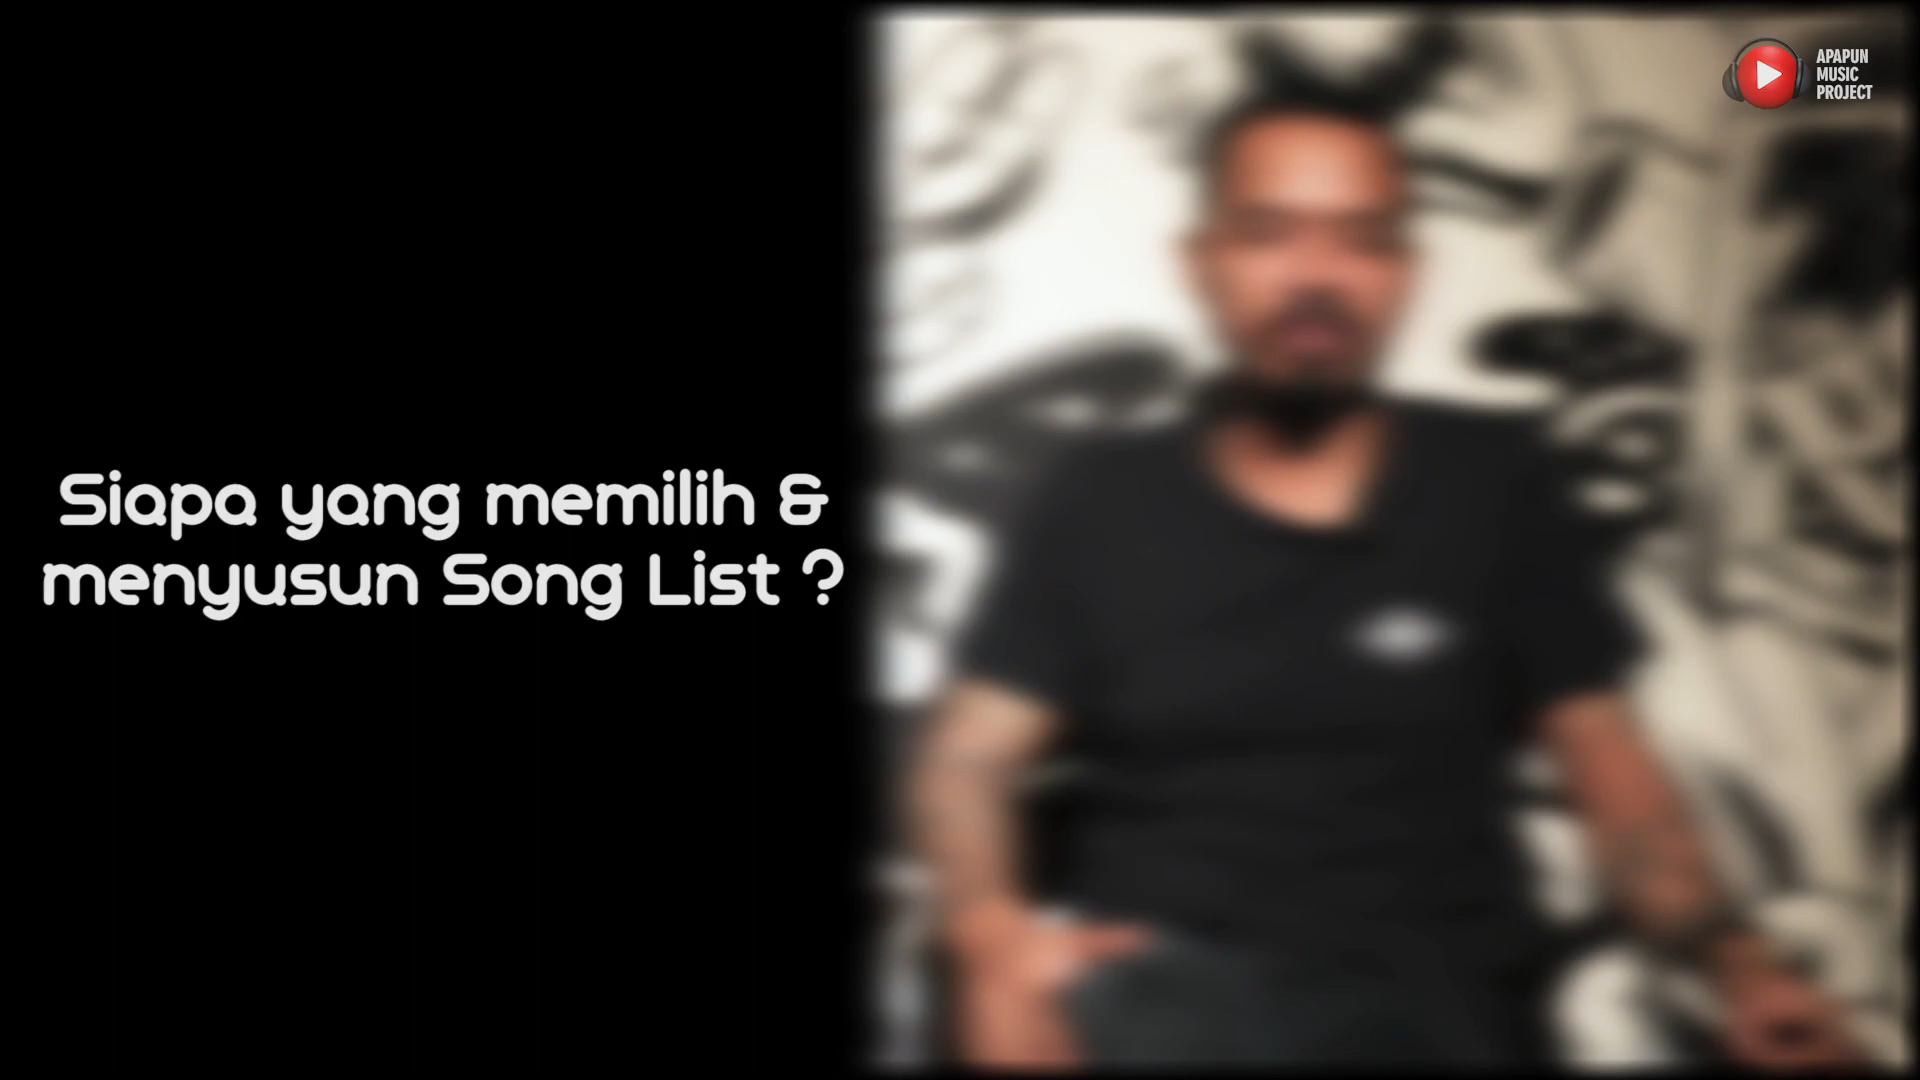 APAPUN
MUSIC
PROJECT
Siapa yang memilih &
menyusun Song List ?